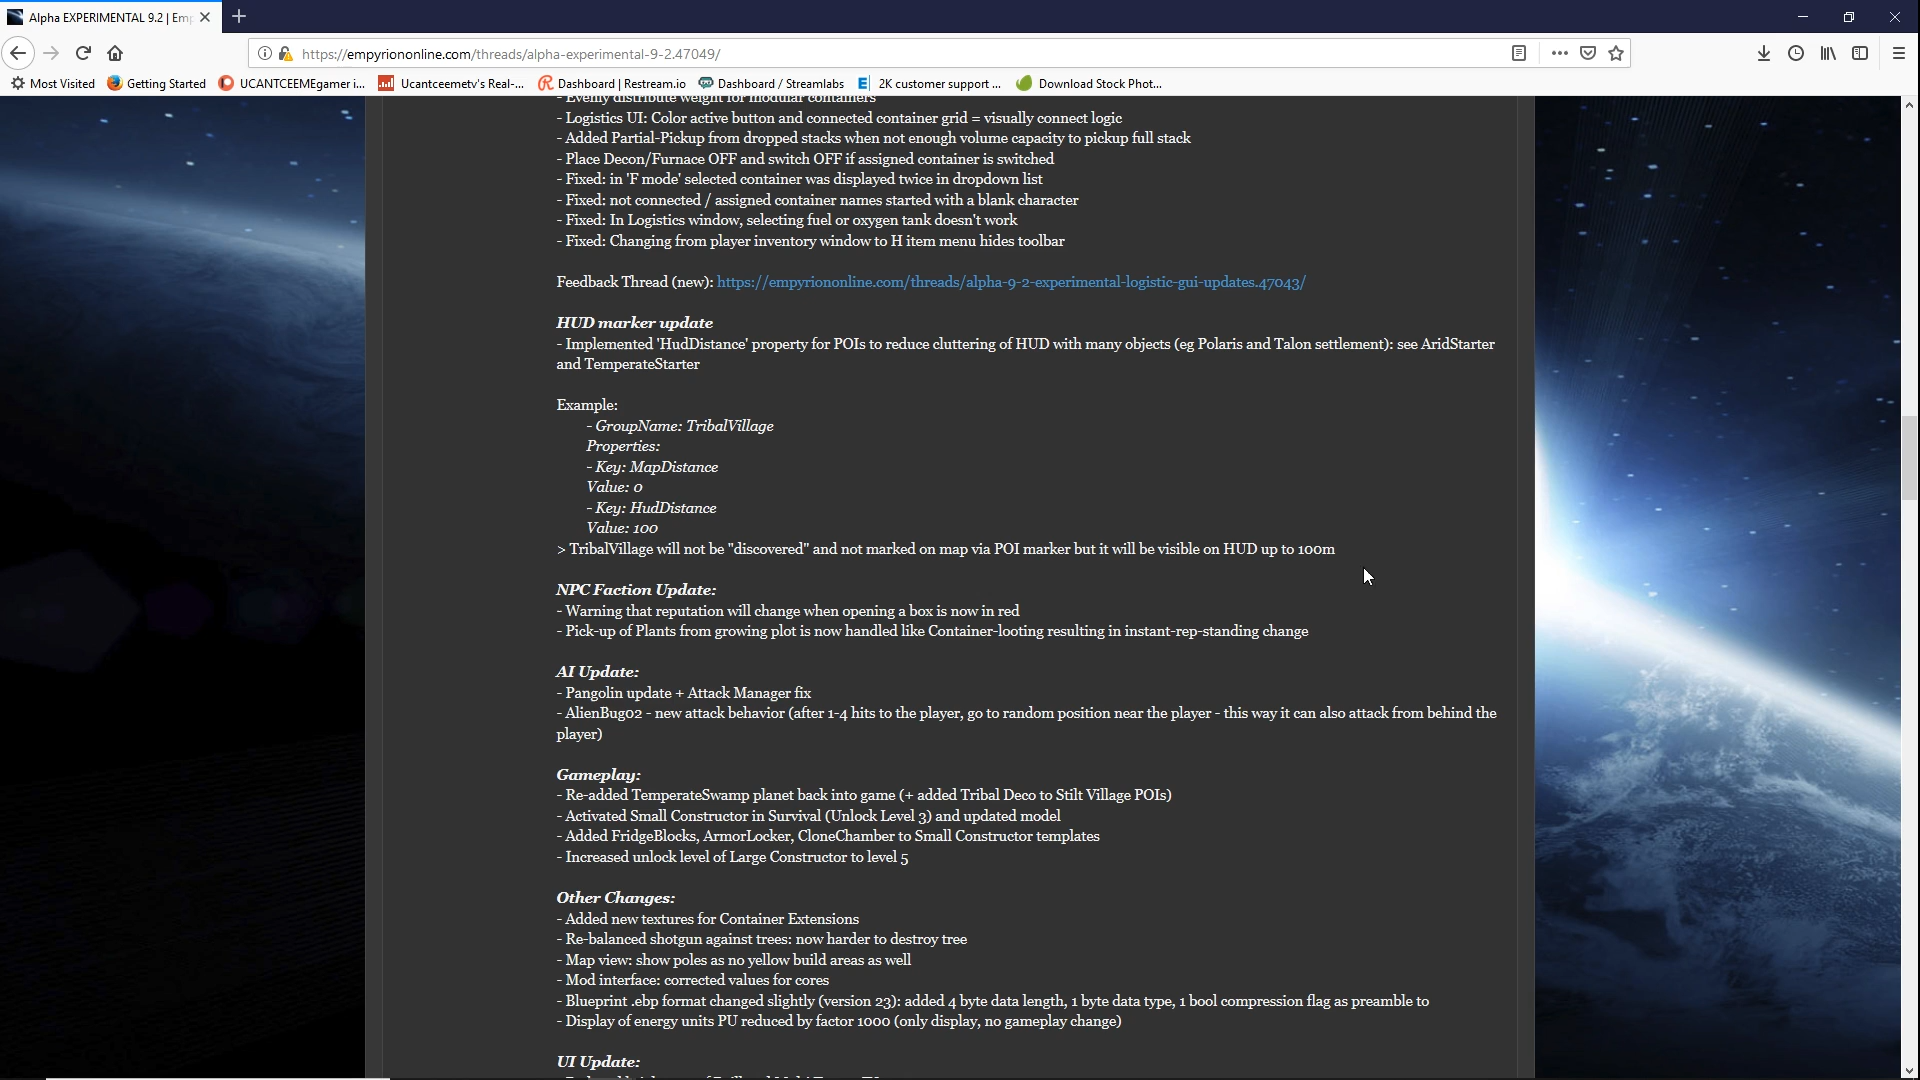 Alpha EXPERIMENTAL 9.2 | Em
https://empyriononline.com/threads/alpha-experimental-9-2.47049/
Most Visited Getting Started UCANTCEEMEgamer i... Ucantceemetv's Real-... Dashboard | Restream.io Dashboard / Streamlabs 2K customer support ... Download Stock Phot...
- Evenly distribute weight for modular containers
- Logistics UI: Color active button and connected container grid = visually connect logic
- Added Partial-Pickup from dropped stacks when not enough volume capacity to pickup full stack
- Place Decon/Furnace OFF and switch OFF if assigned container is switched
- Fixed: in 'F mode' selected container was displayed twice in dropdown list
- Fixed: not connected / assigned container names started with a blank character
- Fixed: In Logistics window, selecting fuel or oxygen tank doesn't work
- Fixed: Changing from player inventory window to H item menu hides toolbar
Feedback Thread (new): https://empyriononline.com/threads/alpha-9-2-experimental-logistic-gui-updates.47043/
HUD marker update
- Implemented 'HudDistance' property for POIs to reduce cluttering of HUD with many objects (eg Polaris and Talon settlement): see AridStarter
and TemperateStarter
Example:
- GroupName: TribalVillage
Properties:
- Key: MapDistance
Value: 0
- Key: HudDistance
Value: 100
> TribalVillage will not be "discovered" and not marked on map via POI marker but it will be visible on HUD up to 100m
NPC Faction Update:
- Warning that reputation will change when opening a box is now in red
- Pick-up of Plants from growing plot is now handled like Container-looting resulting in instant-rep-standing change
AI Update:
- Pangolin update + Attack Manager fix
- AlienBug02 - new attack behavior (after 1-4 hits to the player, go to random position near the player - this way it can also attack from behind the
player)
Gameplay:
- Re-added TemperateSwamp planet back into game (+ added Tribal Deco to Stilt Village POIs)
- Activated Small Constructor in Survival (Unlock Level 3) and updated model
- Added FridgeBlocks, ArmorLocker, CloneChamber to Small Constructor templates
- Increased unlock level of Large Constructor to level 5
Other Changes:
- Added new textures for Container Extensions
- Re-balanced shotgun against trees: now harder to destroy tree
- Map view: show poles as no yellow build areas as well
- Mod interface: corrected values for cores
- Blueprint .ebp format changed slightly (version 23): added 4 byte data length, 1 byte data type, 1 bool compression flag as preamble to
- Display of energy units PU reduced by factor 1000 (only display, no gameplay change)
UI Update: